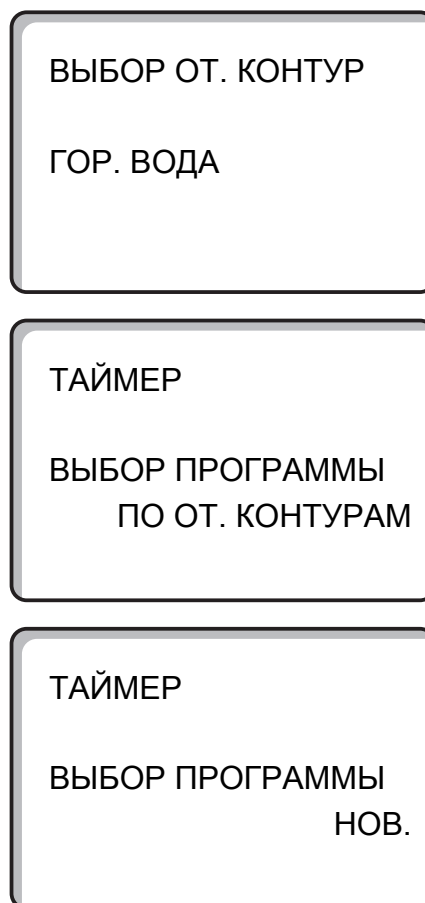 ВЫБОР ОТ. КОНТУР
ГОР. ВОДА
ТАЙМЕР
ВЫБОР ПРОГРАММЫ
ПО ОТ. КОНТУРАМ
ТАЙМЕР
ВЫБОР ПРОГРАММЫ
НОВ.